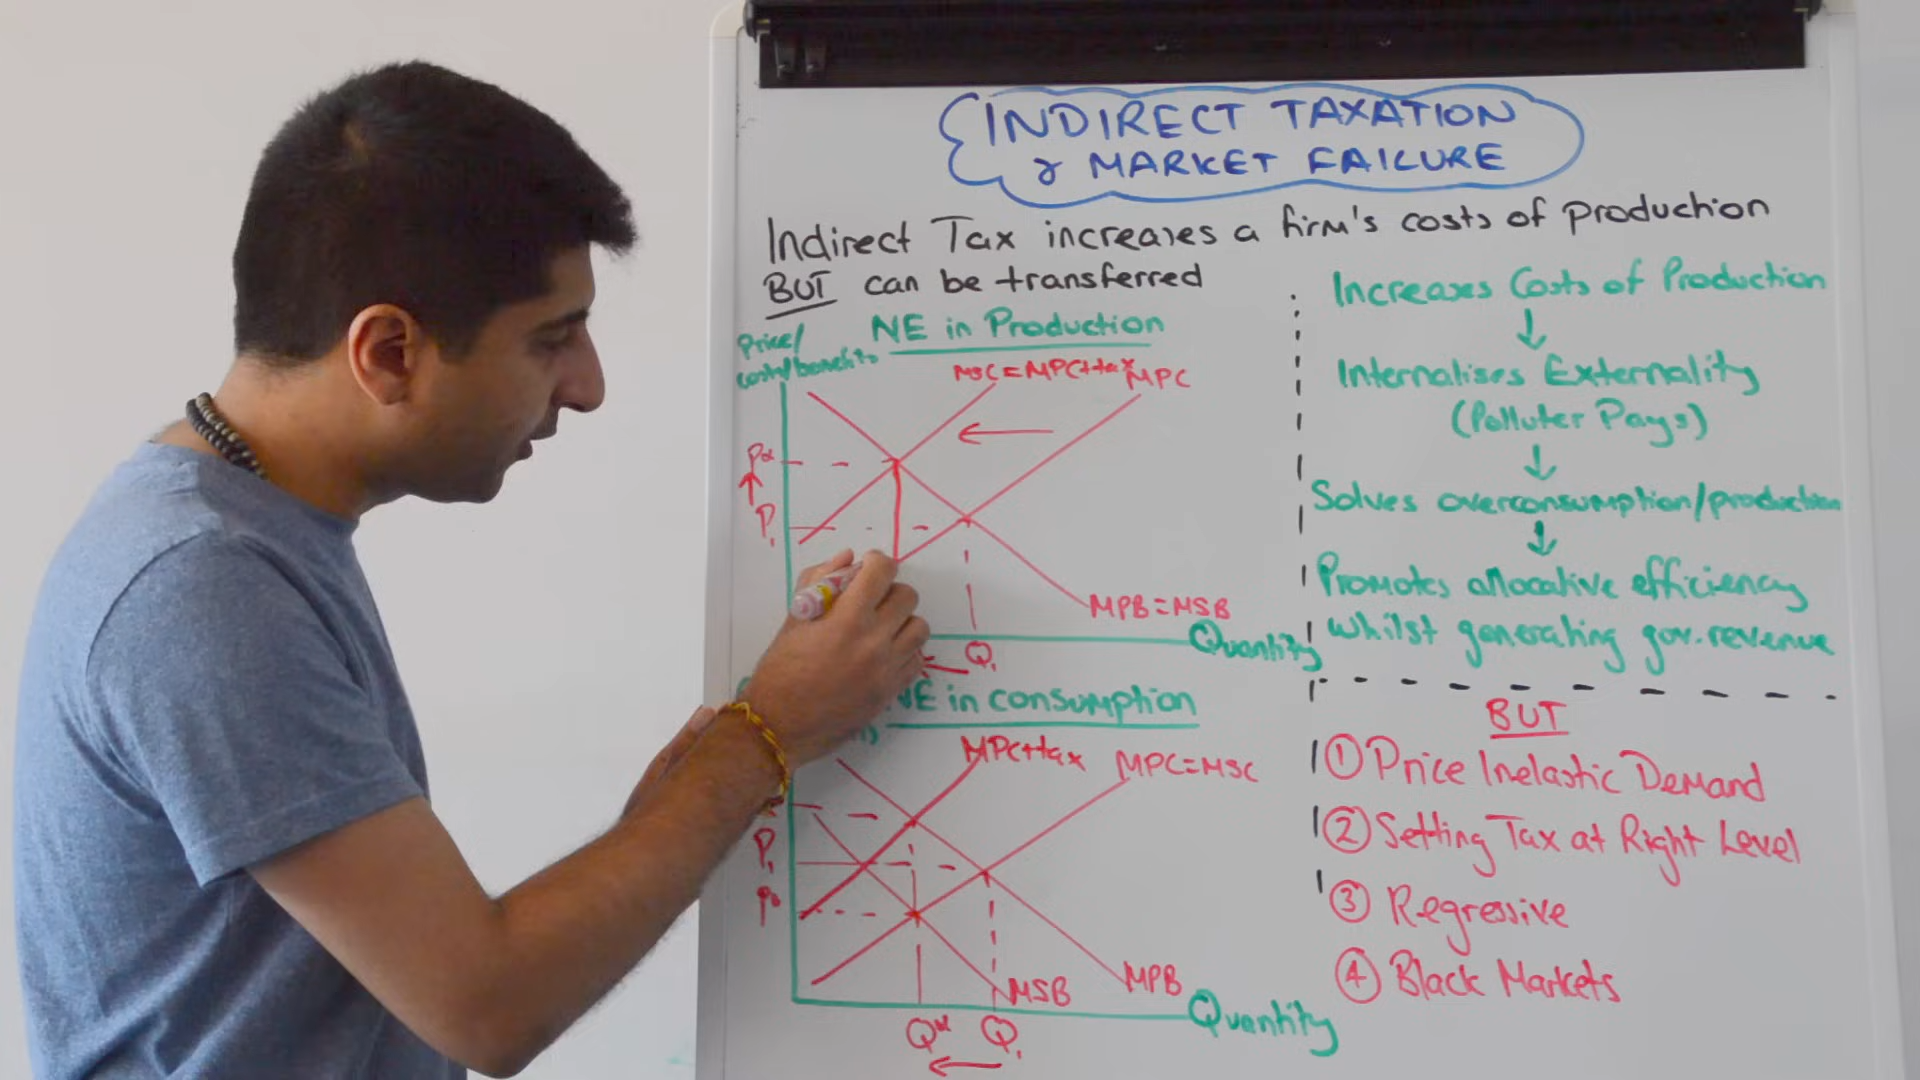 INDIRECT TAXATION
& MARKET FAILURE
Indirect Tax increases a firm's costs of production
BUT can be transferred
NE in Production
Price/
costs/benefits
MSC=MPC+tax
MPC
P*
P1
MPB=MSB
Quantity
Q1
NE in consumption
MPC+tax
MPC=MSC
P1
P0
MSB
MPB
Quantity
Q*
Q1
Increases Costs of Production
Internalises Externality
(Polluter Pays)
Solves overconsumption/production
Promotes allocative efficiency
whilst generating gov. revenue
BUT
① Price Inelastic Demand
② Setting Tax at Right Level
③ Regressive
④ Black Markets